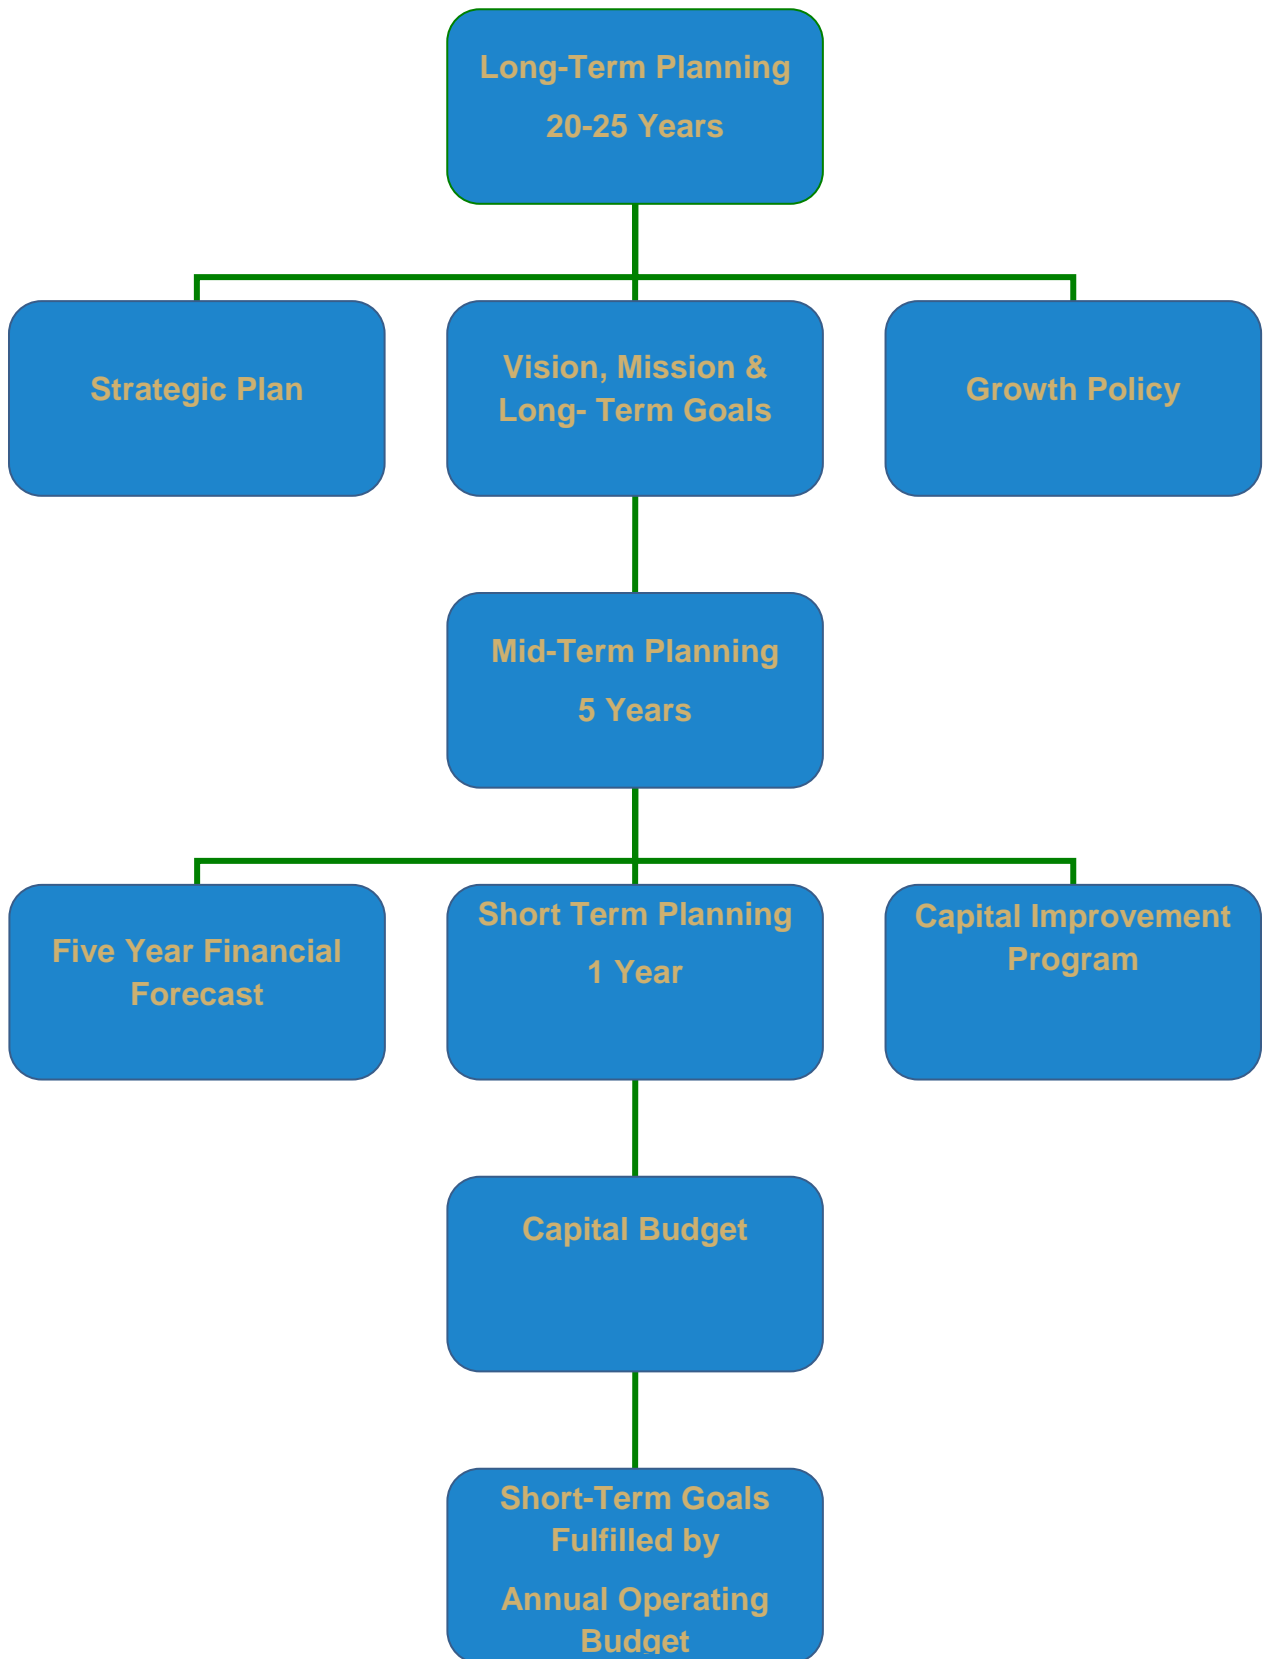 Long-Term Planning
20-25 Years
Strategic Plan
Vision, Mission &
Long- Term Goals
Growth Policy
Mid-Term Planning
5 Years
Five Year Financial
Forecast
Short Term Planning
1 Year
Capital Improvement
Program
Capital Budget
Short-Term Goals
Fulfilled by
Annual Operating
Budget